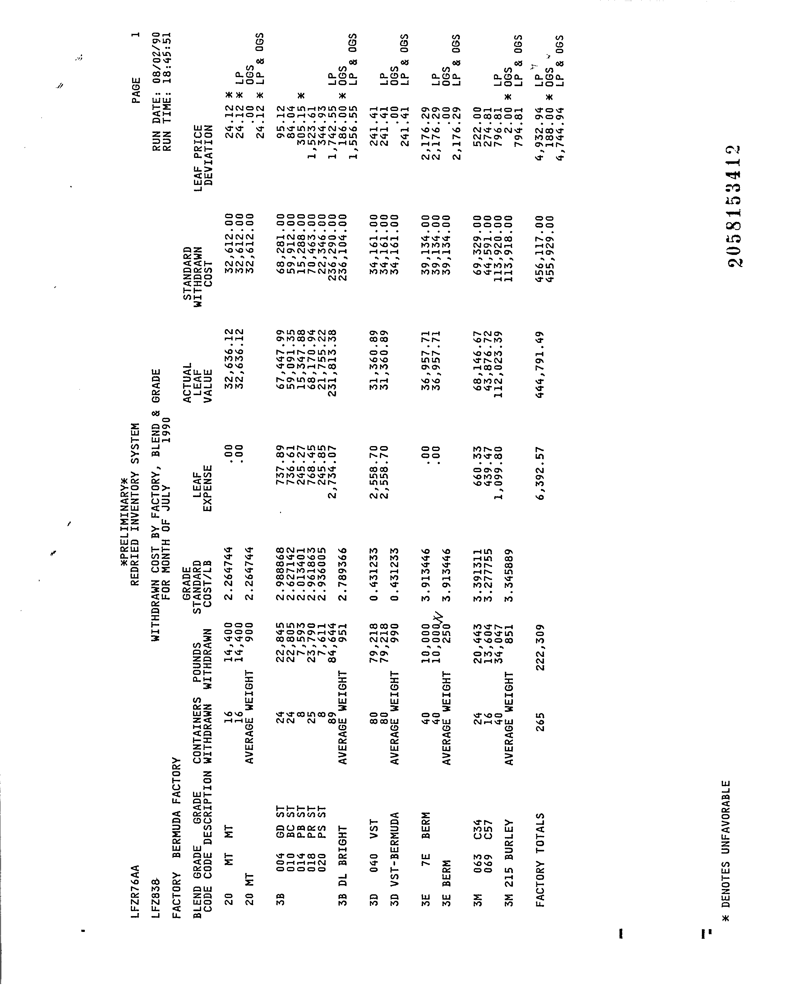 *PRELIMINARY*
LFZR76AA REDRIED INVENTORY SYSTEM PAGE 1
LFZ838 WITHDRAWN COST BY FACTORY, BLEND & GRADE RUN DATE: 08/02/90
FOR MONTH OF JULY 1990 RUN TIME: 18:45:51
FACTORY BERMUDA FACTORY
GRADE STANDARD
BLEND GRADE GRADE CONTAINERS POUNDS STANDARD LEAF ACTUAL LEAF WITHDRAWN LEAF PRICE
CODE CODE DESCRIPTION WITHDRAWN WITHDRAWN COST/LB EXPENSE VALUE COST DEVIATION
20 MT MT 16 14,400 2.264744 .00 32,636.12 32,612.00 24.12 *
16 14,400 .00 32,636.12 32,612.00 24.12 * LP
20 MT AVERAGE WEIGHT 900 2.264744 32,612.00 .00 OGS
24.12 * LP & OGS
3B 004 GD ST 24 22,845 2.988868 737.89 67,447.99 68,281.00 95.12
010 BC ST 24 22,805 2.627142 736.61 59,091.35 59,912.00 84.04
014 PB ST 8 7,593 2.013401 245.27 15,347.88 15,288.00 305.15 *
018 PR ST 25 23,790 2.961863 768.45 68,170.94 70,463.00 1,523.61
020 PS ST 8 7,611 2.936005 245.85 21,755.22 22,346.00 344.93
89 84,644 2,734.07 231,813.38 236,290.00 1,742.55 LP
3B DL BRIGHT AVERAGE WEIGHT 951 2.789366 236,104.00 186.00 * OGS
1,556.55 LP & OGS
3D 040 VST 80 79,218 0.431233 2,558.70 31,360.89 34,161.00 241.41
80 79,218 2,558.70 31,360.89 34,161.00 241.41 LP
3D VST-BERMUDA AVERAGE WEIGHT 990 0.431233 34,161.00 .00 OGS
241.41 LP & OGS
3E 7E BERM 40 10,000 3.913446 .00 36,957.71 39,134.00 2,176.29
40 10,000 .00 36,957.71 39,134.00 2,176.29 LP
3E BERM AVERAGE WEIGHT 250 3.913446 39,134.00 .00 OGS
2,176.29 LP & OGS
3M 063 C34 24 20,443 3.391311 660.33 68,146.67 69,329.00 522.00
069 C57 16 13,604 3.277755 439.47 43,876.72 44,591.00 274.81
40 34,047 1,099.80 112,023.39 113,920.00 796.81 LP
3M 215 BURLEY AVERAGE WEIGHT 851 3.345889 113,918.00 2.00 * OGS
794.81 LP & OGS
FACTORY TOTALS 265 222,309 6,392.57 444,791.49 456,117.00 4,932.94 LP
455,929.00 188.00 * OGS
4,744.94 LP & OGS
* DENOTES UNFAVORABLE
2058153412